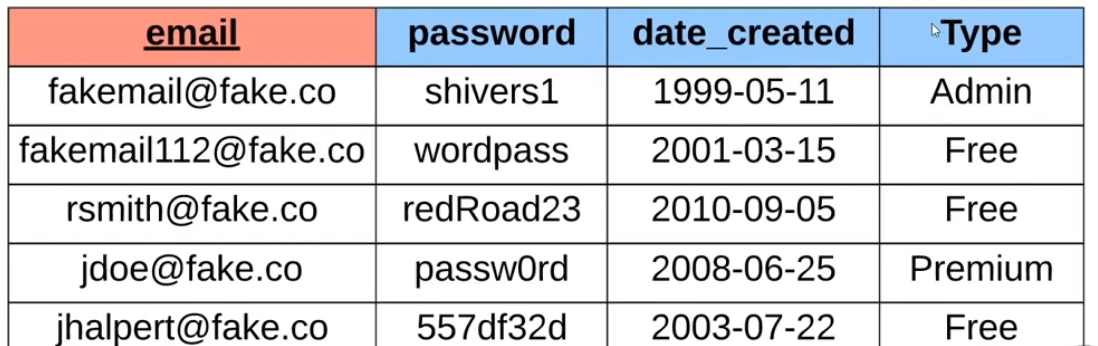 email password date_created Type
fakemail@fake.co shivers1 1999-05-11 Admin
fakemail112@fake.co wordpass 2001-03-15 Free
rsmith@fake.co redRoad23 2010-09-05 Free
jdoe@fake.co passw0rd 2008-06-25 Premium
jhalpert@fake.co 557df32d 2003-07-22 Free